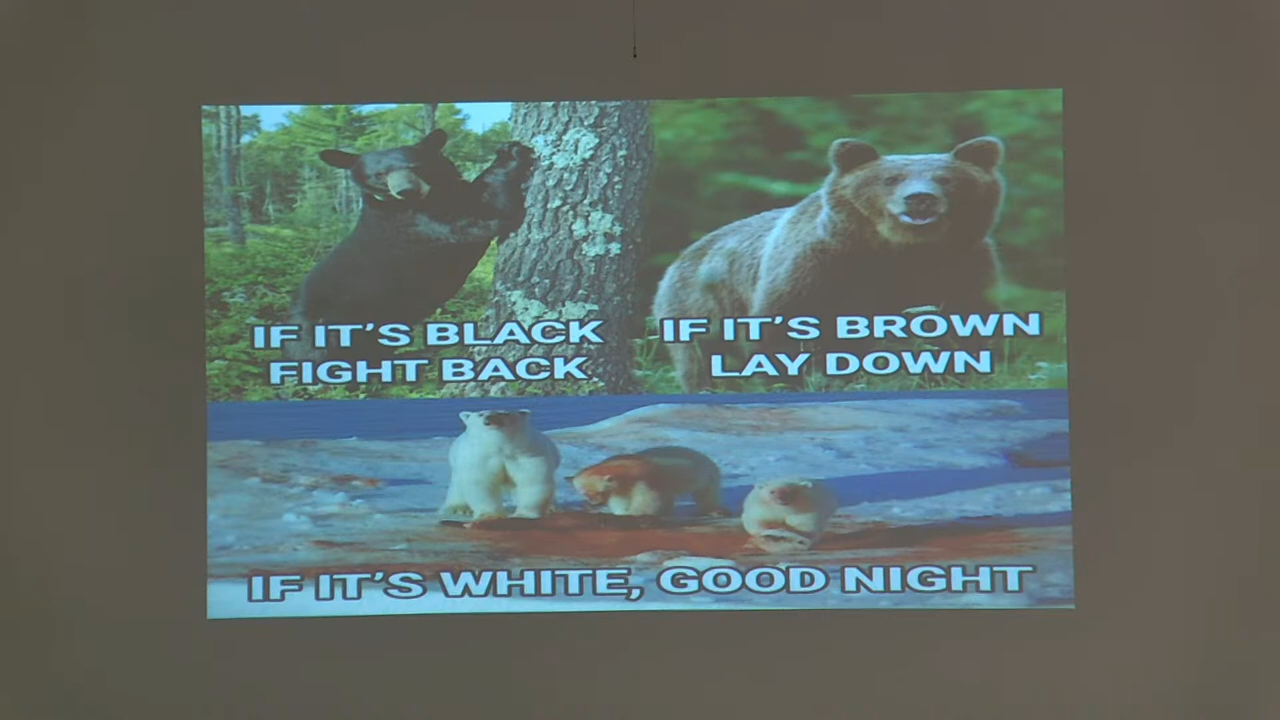 IF IT'S BLACK
FIGHT BACK
IF IT'S BROWN
LAY DOWN
IF IT'S WHITE, GOOD NIGHT